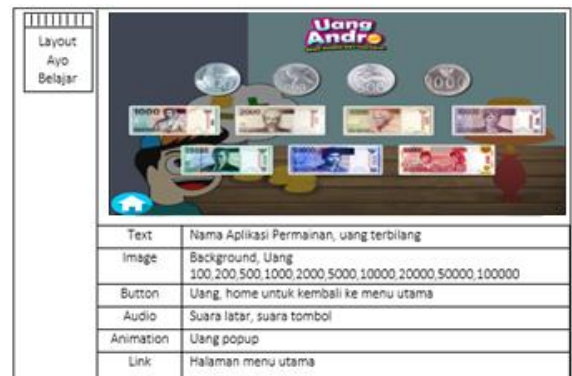 Layout
Ayo
Belajar
Uang
Andro
1000
2000
Text Nama Aplikasi Permainan, uang terbilang
Image Background, Uang
100,200,500,1000,2000,5000,10000,20000,50000,100000
Button Uang, home untuk kembali ke menu utama
Audio Suara latar, suara tombol
Animation Uang popup
Link Halaman menu utama